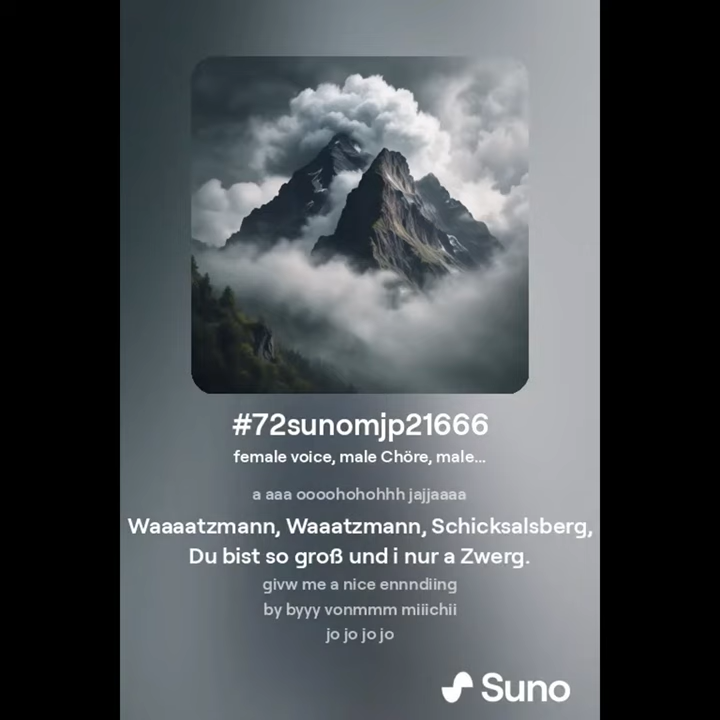 #72sunomjp21666
female voice, male Chöre, male...
a aaa oooohohohhh jajjaaaa
Waaaatzmann, Waaatzmann, Schicksalsberg,
Du bist so groß und i nur a Zwerg.
givw me a nice ennndiing
by byyy vonmmm miiichii
jo jo jo jo
Suno